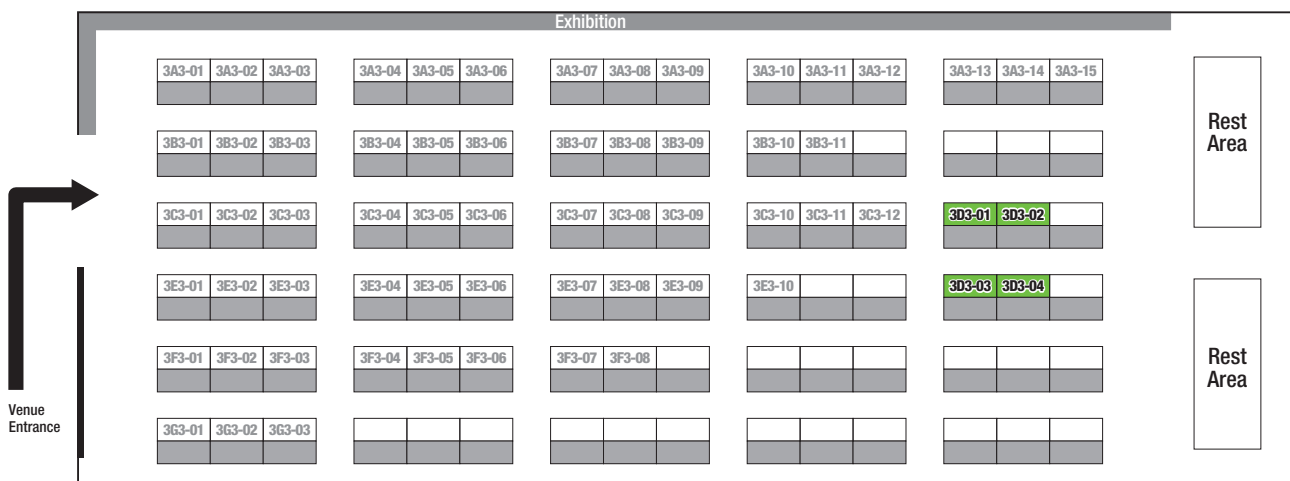 Exhibition
3A3-01 3A3-02 3A3-03 3A3-04 3A3-05 3A3-06 3A3-07 3A3-08 3A3-09 3A3-10 3A3-11 3A3-12 3A3-13 3A3-14 3A3-15
Rest
Area
3B3-01 3B3-02 3B3-03 3B3-04 3B3-05 3B3-06 3B3-07 3B3-08 3B3-09 3B3-10 3B3-11
3C3-01 3C3-02 3C3-03 3C3-04 3C3-05 3C3-06 3C3-07 3C3-08 3C3-09 3C3-10 3C3-11 3C3-12 3D3-01 3D3-02
3E3-01 3E3-02 3E3-03 3E3-04 3E3-05 3E3-06 3E3-07 3E3-08 3E3-09 3E3-10 3D3-03 3D3-04
3F3-01 3F3-02 3F3-03 3F3-04 3F3-05 3F3-06 3F3-07 3F3-08
Rest
Area
Venue
Entrance
3G3-01 3G3-02 3G3-03